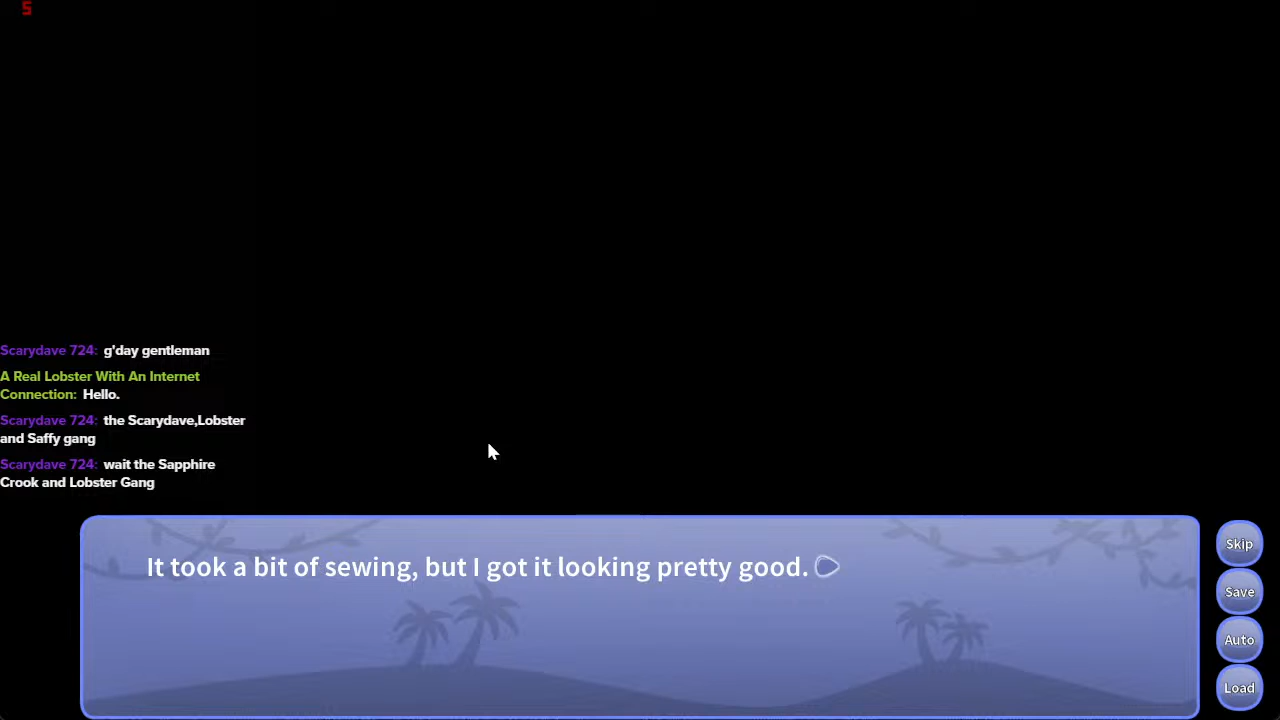 5
Scarydave 724: g'day gentleman
A Real Lobster With An Internet
Connection: Hello.
Scarydave 724: the Scarydave,Lobster
and Saffy gang
Scarydave 724: wait the Sapphire
Crook and Lobster Gang
It took a bit of sewing, but I got it looking pretty good.
Skip
Save
Auto
Load